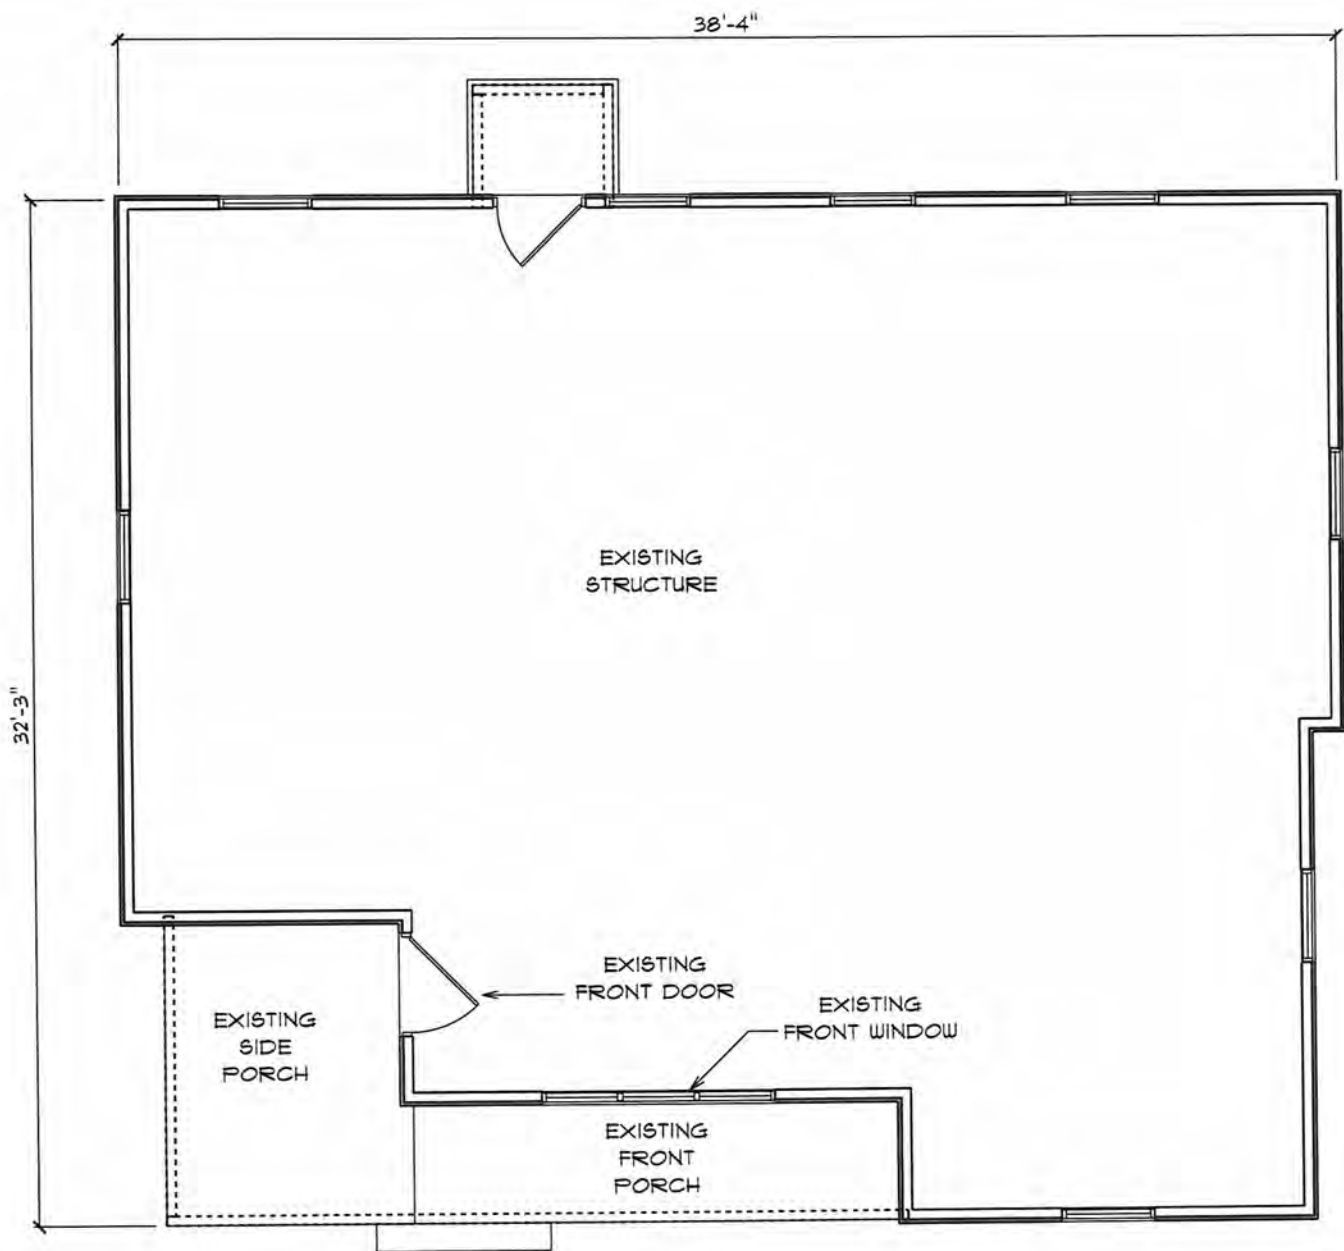 38'-4"
32'-3"
EXISTING
STRUCTURE
EXISTING
FRONT DOOR
EXISTING
FRONT WINDOW
EXISTING
SIDE
PORCH
EXISTING
FRONT
PORCH